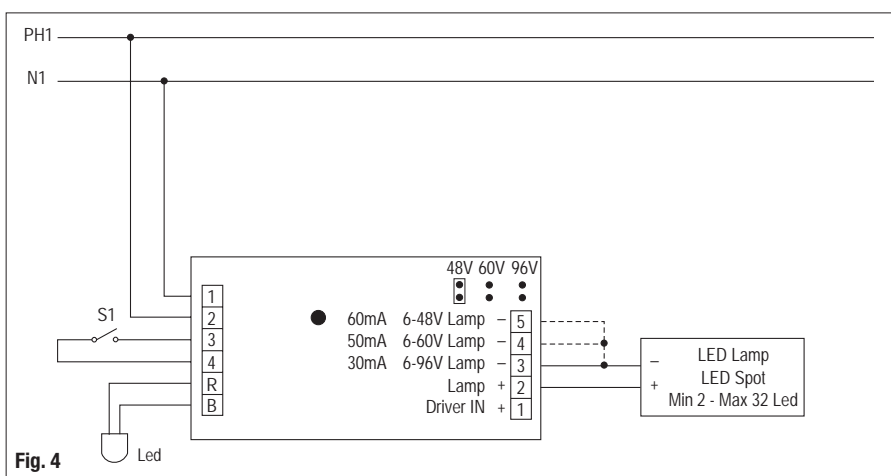 PH1
N1
48V 60V 96V
1
S1
2
60mA 6-48V Lamp – 5
3
50mA 6-60V Lamp – 4
4
30mA 6-96V Lamp – 3
– LED Lamp
R
Lamp + 2
+ LED Spot
B
Driver IN + 1
Min 2 - Max 32 Led
Led
Fig. 4